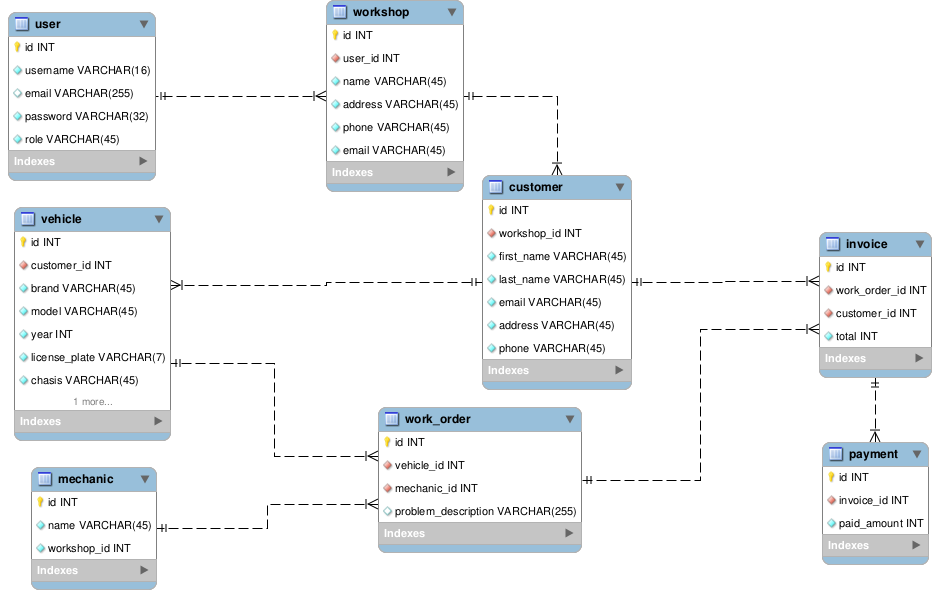 user
id INT
username VARCHAR(16)
email VARCHAR(255)
password VARCHAR(32)
role VARCHAR(45)
Indexes
workshop
id INT
user_id INT
name VARCHAR(45)
address VARCHAR(45)
phone VARCHAR(45)
email VARCHAR(45)
Indexes
customer
id INT
workshop_id INT
first_name VARCHAR(45)
last_name VARCHAR(45)
email VARCHAR(45)
address VARCHAR(45)
phone VARCHAR(45)
Indexes
vehicle
id INT
customer_id INT
brand VARCHAR(45)
model VARCHAR(45)
year INT
license_plate VARCHAR(7)
chasis VARCHAR(45)
1 more...
Indexes
invoice
id INT
work_order_id INT
customer_id INT
total INT
Indexes
work_order
id INT
vehicle_id INT
mechanic_id INT
problem_description VARCHAR(255)
Indexes
mechanic
id INT
name VARCHAR(45)
workshop_id INT
Indexes
payment
id INT
invoice_id INT
paid_amount INT
Indexes